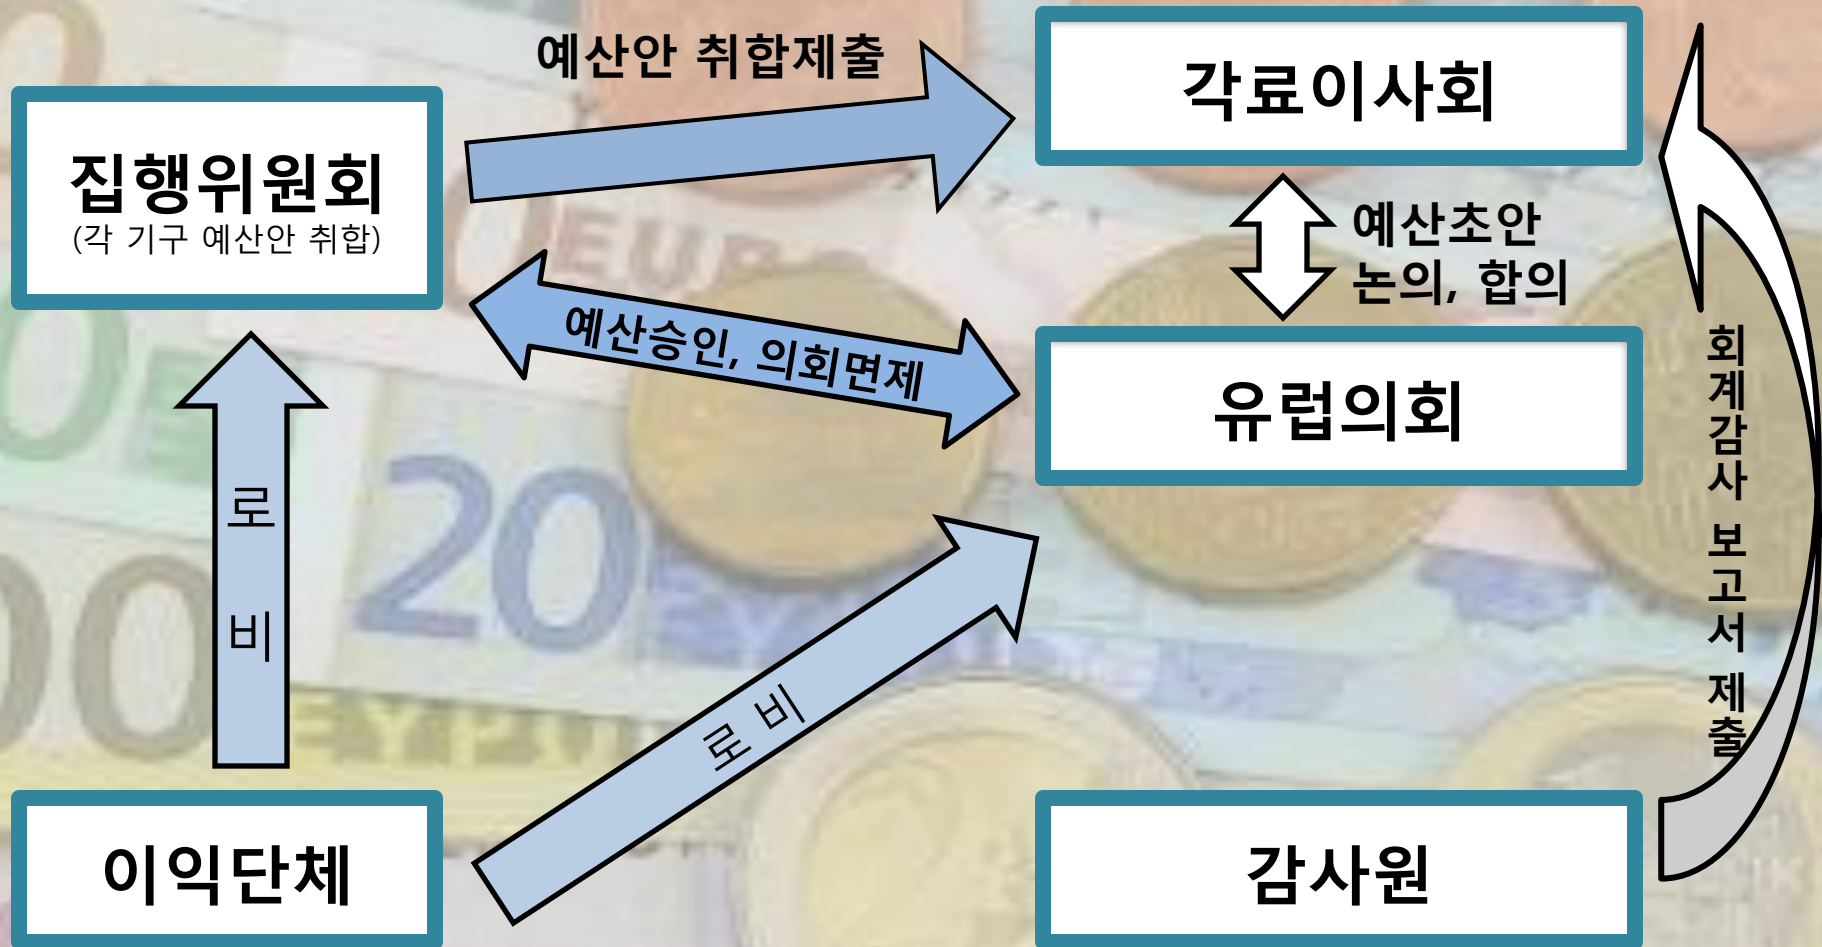 예산안 취합제출
각료이사회
집행위원회
(각 기구 예산안 취합)
예산초안
논의, 합의
예산승인, 의회면제
유럽의회
회계감사 보고서 제출
로비
로비
이익단체
감사원
EURO
20